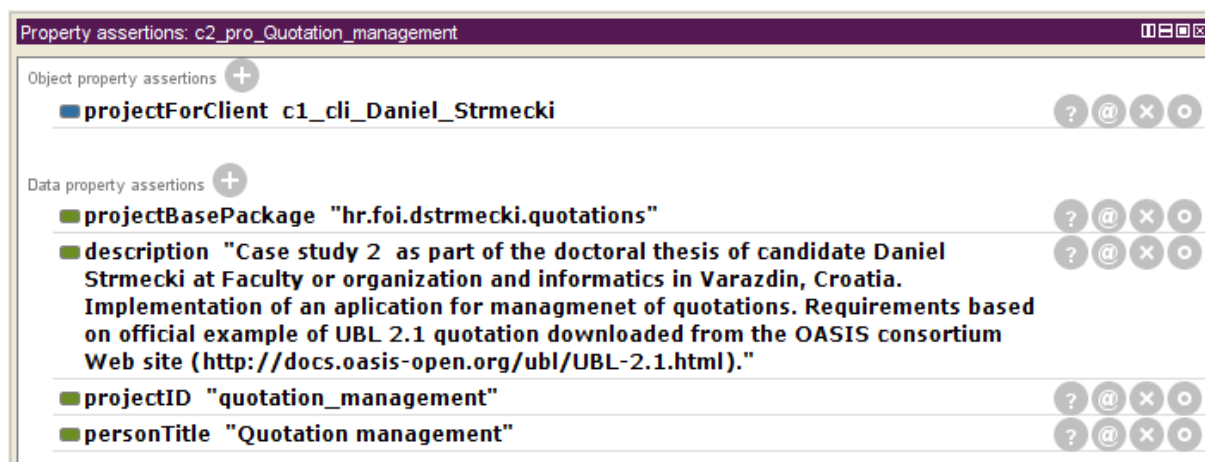 Property assertions: c2_pro_Quotation_management
Object property assertions
projectForClient c1_cli_Daniel_Strmecki
Data property assertions
projectBasePackage "hr.foi.dstrmecki.quotations"
description "Case study 2 as part of the doctoral thesis of candidate Daniel
Strmecki at Faculty or organization and informatics in Varazdin, Croatia.
Implementation of an aplication for managmenet of quotations. Requirements based
on official example of UBL 2.1 quotation downloaded from the OASIS consortium
Web site (http://docs.oasis-open.org/ubl/UBL-2.1.html)."
projectID "quotation_management"
personTitle "Quotation management"